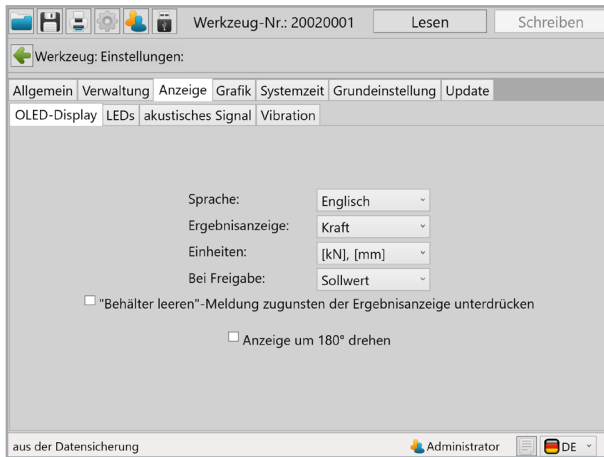 Werkzeug-Nr.: 20020001 Lesen Schreiben
Werkzeug: Einstellungen:
Allgemein Verwaltung Anzeige Grafik Systemzeit Grundeinstellung Update
OLED-Display LEDs akustisches Signal Vibration
Sprache: Englisch
Ergebnisanzeige: Kraft
Einheiten: [kN], [mm]
Bei Freigabe: Sollwert
"Behälter leeren"-Meldung zugunsten der Ergebnisanzeige unterdrücken
Anzeige um 180° drehen
aus der Datensicherung Administrator DE